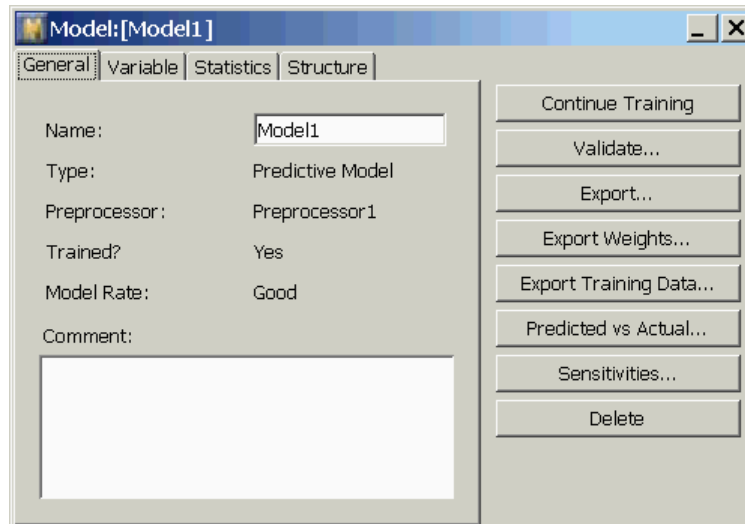 Model:[Model1]
General Variable Statistics Structure
Name: Model1
Type: Predictive Model
Preprocessor: Preprocessor1
Trained? Yes
Model Rate: Good
Comment:
Continue Training
Validate...
Export...
Export Weights...
Export Training Data...
Predicted vs Actual...
Sensitivities...
Delete